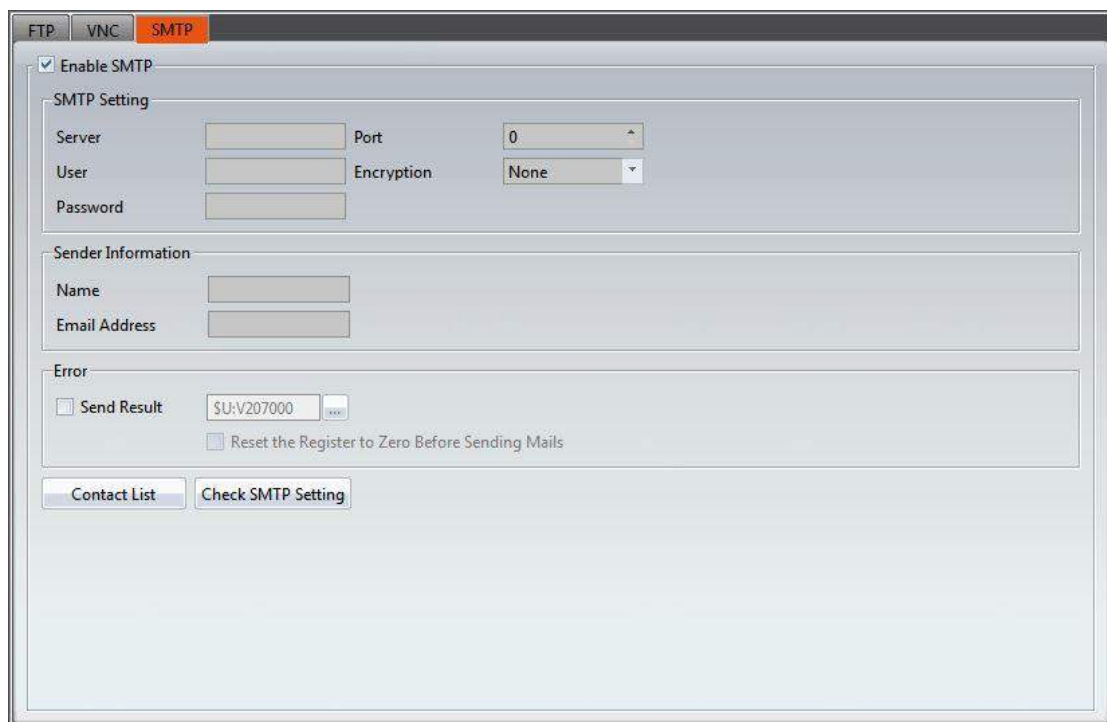 FTP VNC SMTP
Enable SMTP
SMTP Setting
Server Port 0
User Encryption None
Password
Sender Information
Name
Email Address
Error
Send Result $U:V207000 ...
Reset the Register to Zero Before Sending Mails
Contact List Check SMTP Setting